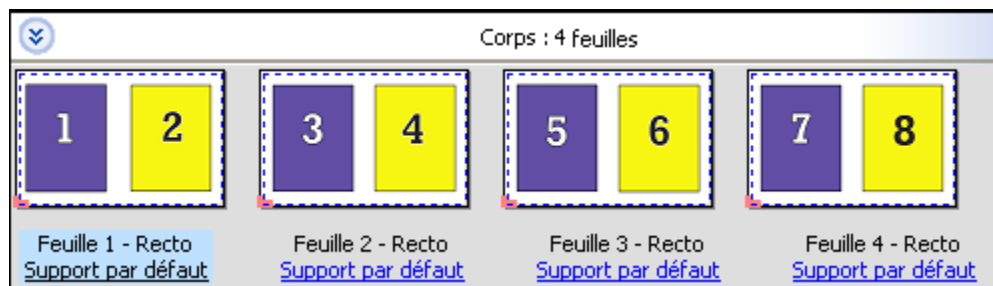 Corps : 4 feuilles
1 2 3 4 5 6 7 8
Feuille 1 - Recto Feuille 2 - Recto Feuille 3 - Recto Feuille 4 - Recto
Support par défaut Support par défaut Support par défaut Support par défaut